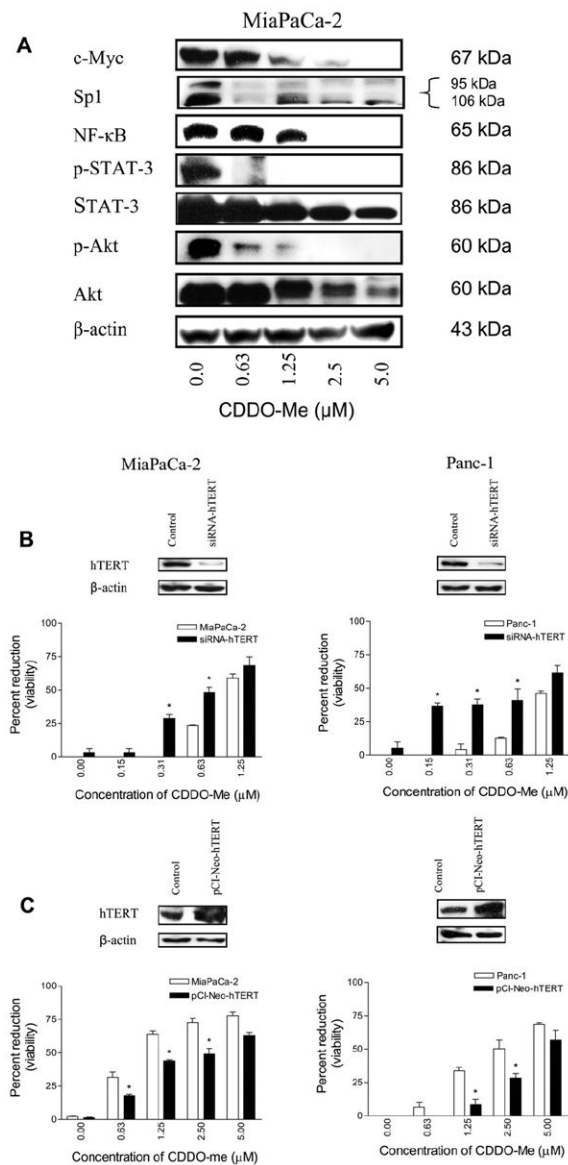 MiaPaCa-2
A
c-Myc 67 kDa
Sp1 95 kDa
106 kDa
NF-κB 65 kDa
p-STAT-3 86 kDa
STAT-3 86 kDa
p-Akt 60 kDa
Akt 60 kDa
β-actin 43 kDa
0.0 0.63 1.25 2.5 5.0
CDDO-Me (µM)
MiaPaCa-2 Panc-1
B
Control siRNA-hTERT Control siRNA-hTERT
hTERT
β-actin
MiaPaCa-2
siRNA-hTERT
Percent reduction
(viability)
100
75
50
25
0
* *
0.00 0.15 0.31 0.63 1.25
Concentration of CDDO-Me (µM)
Panc-1
siRNA-hTERT
Percent reduction
(viability)
100
75
50
25
0
* * *
0.00 0.15 0.31 0.63 1.25
Concentration of CDDO-Me (µM)
C
Control pCI-Neo-hTERT Control pCI-Neo-hTERT
hTERT
β-actin
MiaPaCa-2
pCI-Neo-hTERT
Percent reduction
(viability)
100
75
50
25
0
* * *
0.00 0.63 1.25 2.50 5.00
Concentration of CDDO-me (µM)
Panc-1
pCI-Neo-hTERT
Percent reduction
(viability)
100
75
50
25
0
* *
0.00 0.63 1.25 2.50 5.00
Concentration of CDDO-Me (µM)